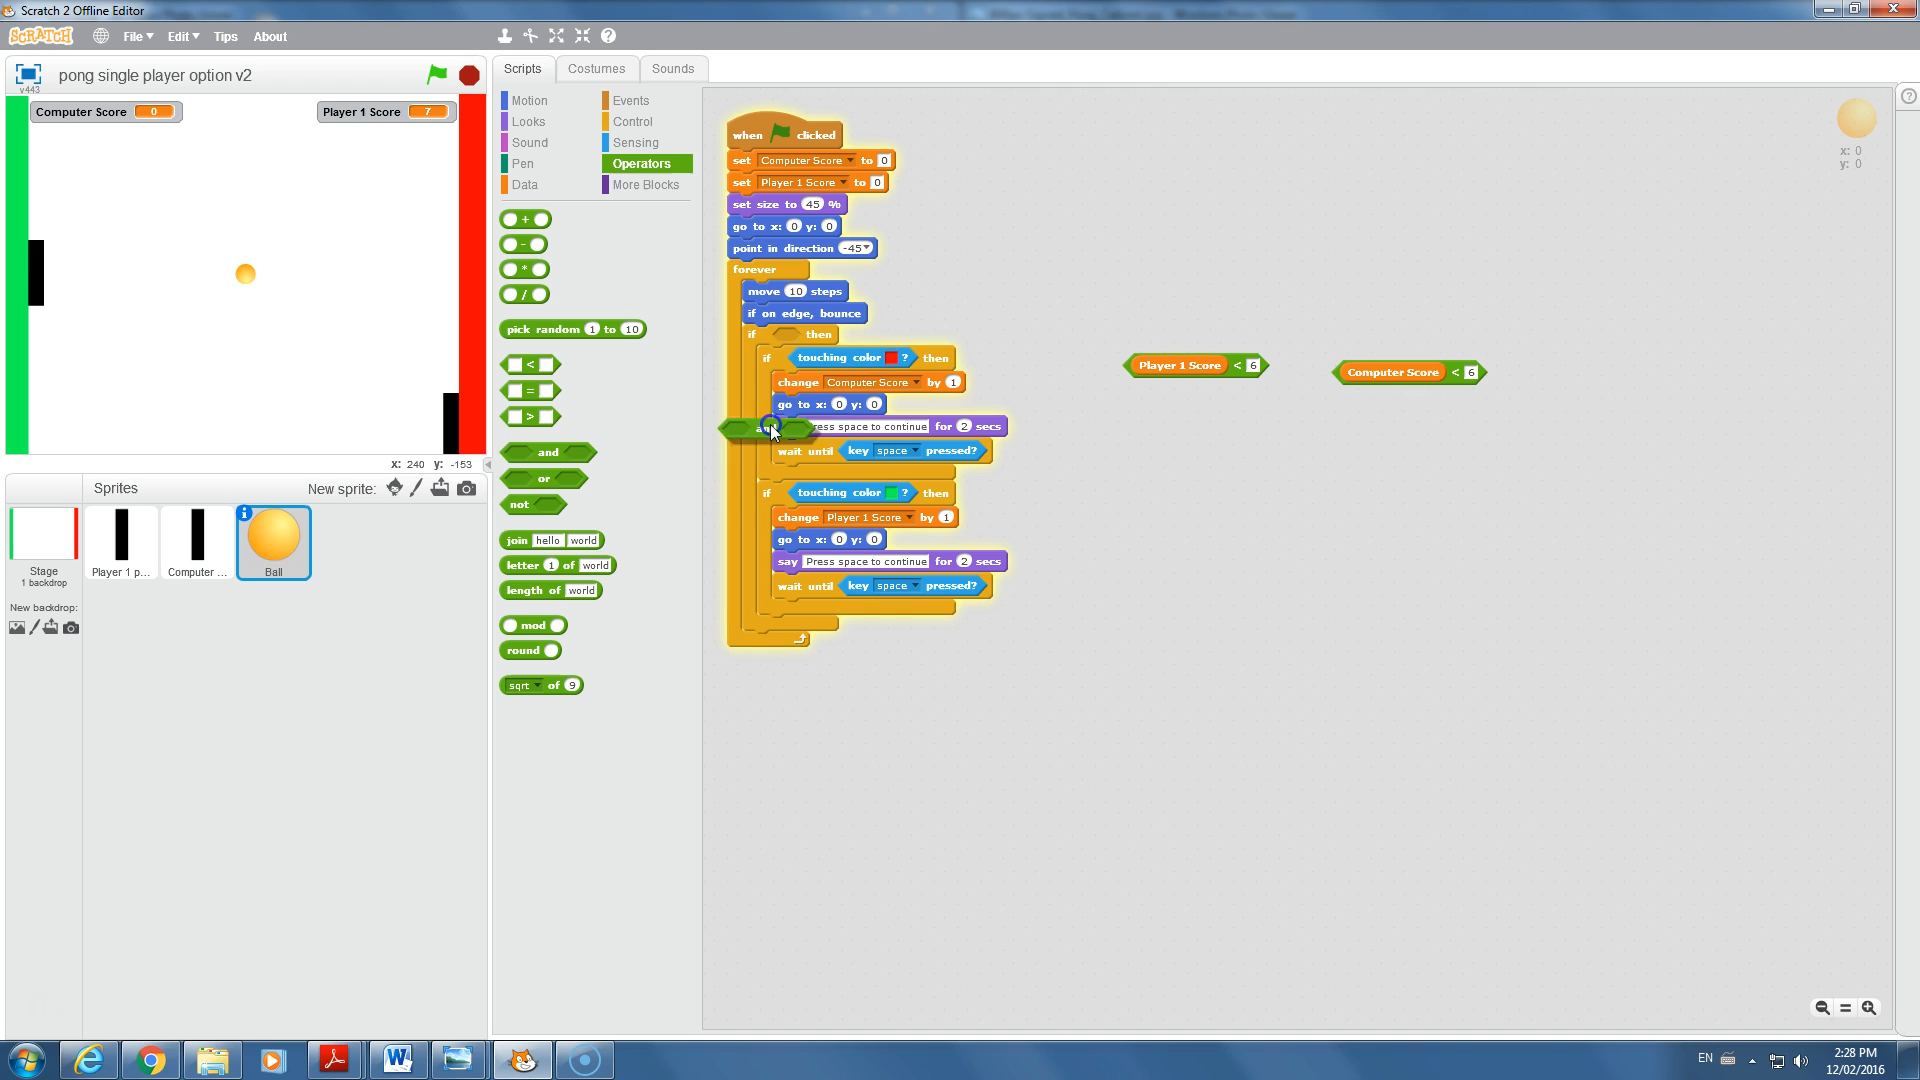 Scratch 2 Offline Editor
SCRATCH File Edit Tips About
pong single player option v2
v443
Computer Score 0 Player 1 Score 7
x: 240 y: -153
Sprites New sprite:
Stage
1 backdrop
New backdrop:
Player 1 p...
Computer ...
Ball
Scripts Costumes Sounds
Motion Events
Looks Control
Sound Sensing
Pen Operators
Data More Blocks
+
-
*
/
pick random 1 to 10
<
=
>
and
or
not
join hello world
letter 1 of world
length of world
mod
round
sqrt of 9
when clicked
set Computer Score to 0
set Player 1 Score to 0
set size to 45 %
go to x: 0 y: 0
point in direction -45
forever
move 10 steps
if on edge, bounce
if then
if touching color ? then
change Computer Score by 1
go to x: 0 y: 0
ress space to continue for 2 secs
wait until key space pressed?
if touching color ? then
change Player 1 Score by 1
go to x: 0 y: 0
say Press space to continue for 2 secs
wait until key space pressed?
Player 1 Score < 6
Computer Score < 6
x: 0
y: 0
EN
2:28 PM
12/02/2016